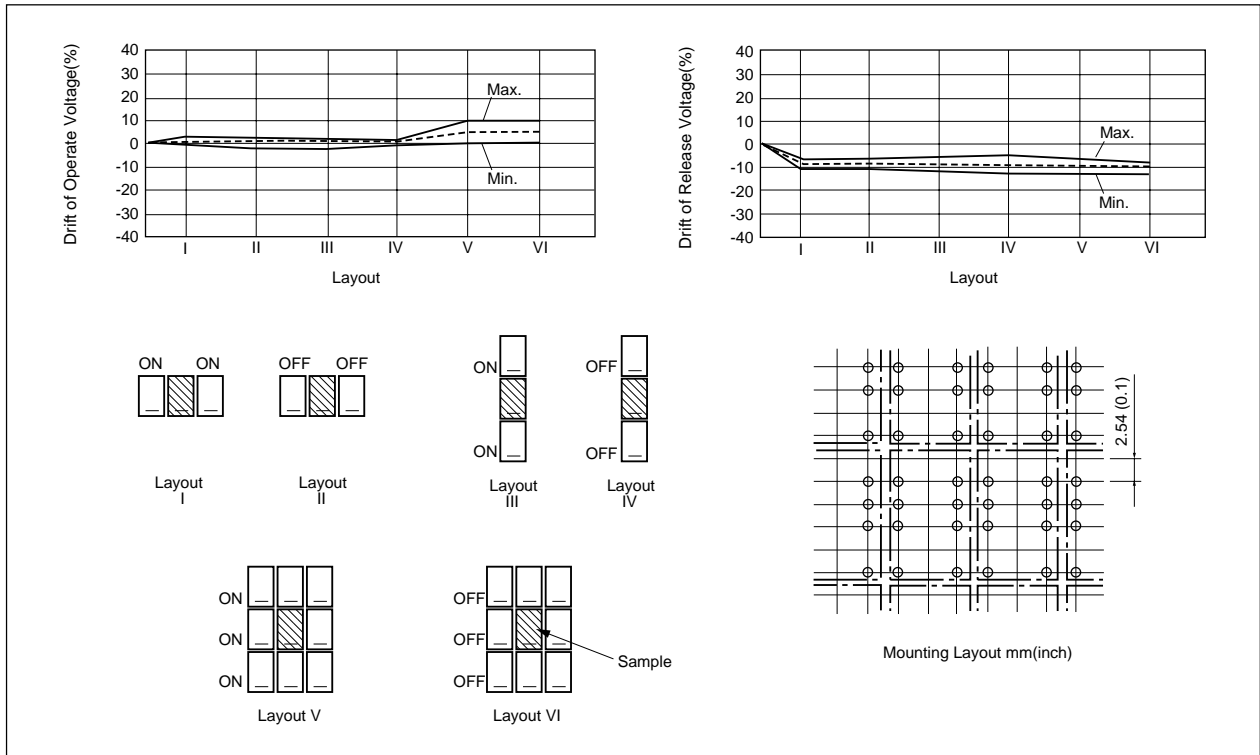 Drift of Operate Voltage(%)
40
30
20
10
0
-10
-20
-30
-40
Max.
Min.
I II III IV V VI
Layout
Drift of Release Voltage(%)
40
30
20
10
0
-10
-20
-30
-40
Max.
Min.
I II III IV V VI
Layout
ON ON
Layout
I
OFF OFF
Layout
II
ON
ON
Layout
III
OFF
OFF
Layout
IV
2.54 (0.1)
Mounting Layout mm(inch)
ON
ON
ON
Layout V
OFF
OFF
OFF
Sample
Layout VI